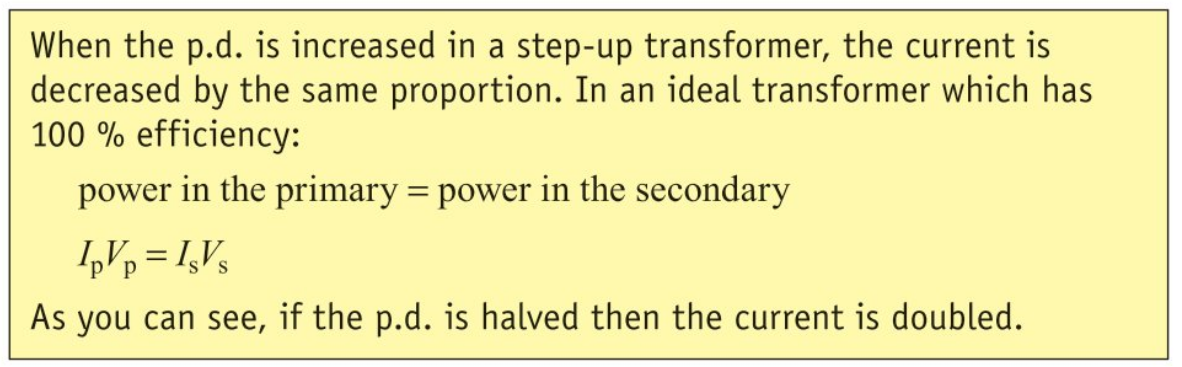 When the p.d. is increased in a step-up transformer, the current is
decreased by the same proportion. In an ideal transformer which has
100 % efficiency:
power in the primary = power in the secondary
IₚVₚ = IₛVₛ
As you can see, if the p.d. is halved then the current is doubled.